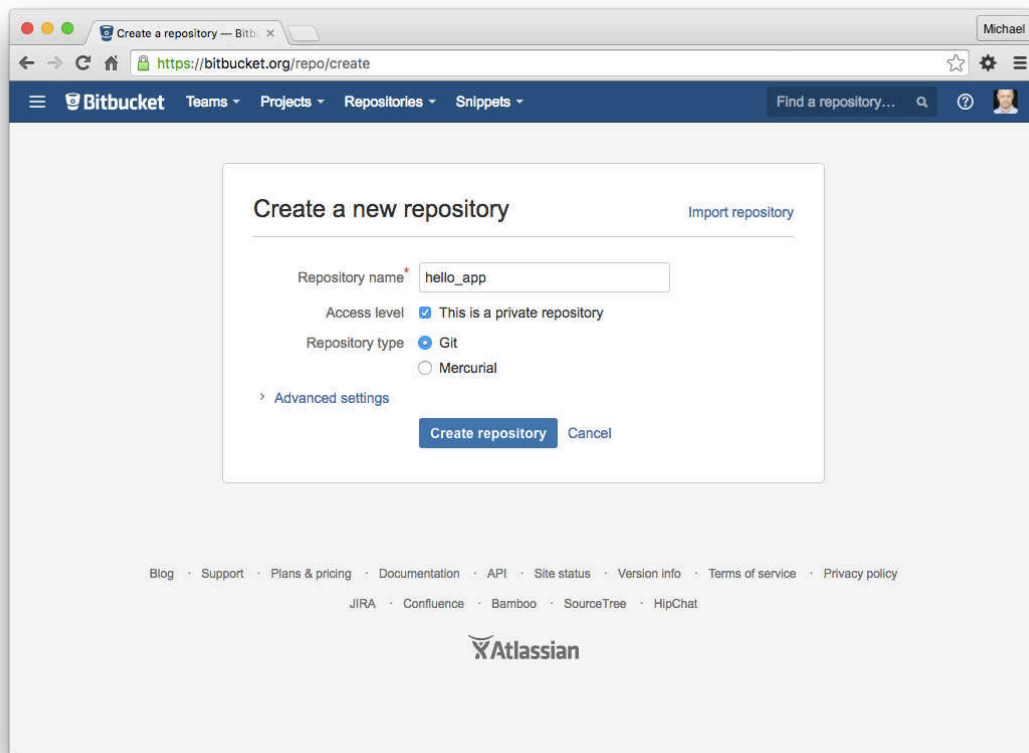 Create a repository — Bitb
Michael
https://bitbucket.org/repo/create
Bitbucket Teams Projects Repositories Snippets Find a repository...
Create a new repository
Import repository
Repository name* hello_app
Access level This is a private repository
Repository type Git
Mercurial
Advanced settings
Create repository Cancel
Blog · Support · Plans & pricing · Documentation · API · Site status · Version info · Terms of service · Privacy policy
JIRA · Confluence · Bamboo · SourceTree · HipChat
Atlassian